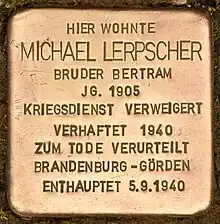 HIER WOHNTE
MICHAEL LERPSCHER
BRUDER BERTRAM
JG. 1905
KRIEGSDIENST VERWEIGERT
VERHAFTET 1940
ZUM TODE VERURTEILT
BRANDENBURG-GÖRDEN
ENTHAUPTET 5.9.1940